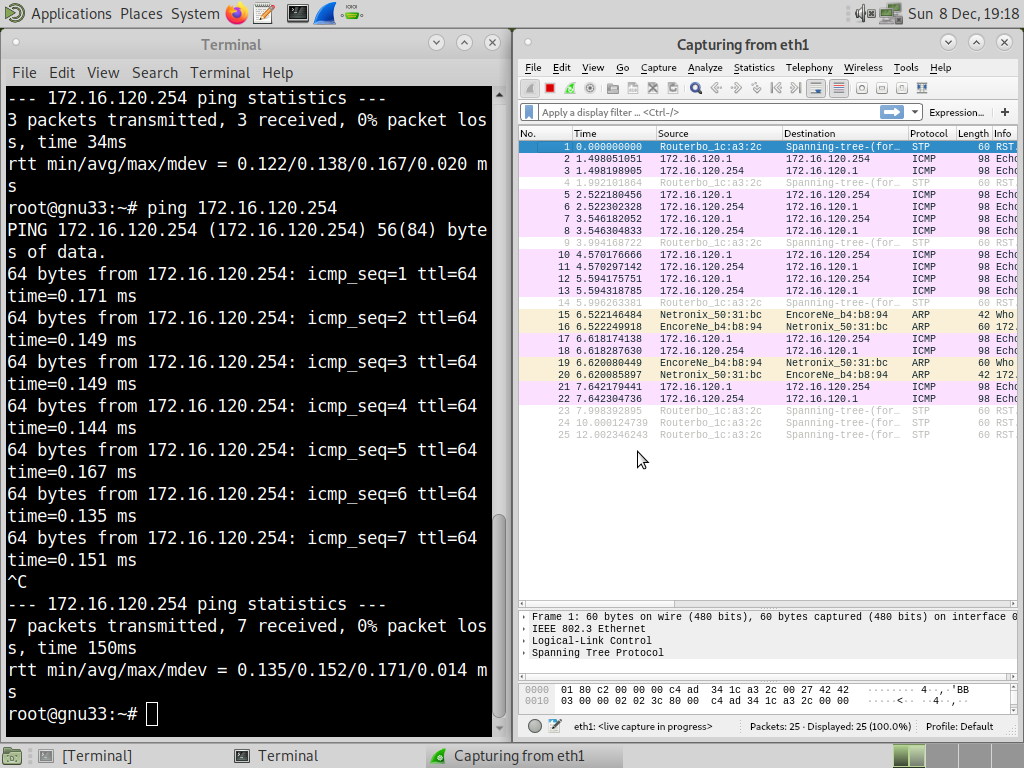 Applications Places System Sun 8 Dec, 19:18
Terminal
File Edit View Search Terminal Help
--- 172.16.120.254 ping statistics ---
3 packets transmitted, 3 received, 0% packet los
s, time 34ms
rtt min/avg/max/mdev = 0.122/0.138/0.167/0.020 m
s
root@gnu33:~# ping 172.16.120.254
PING 172.16.120.254 (172.16.120.254) 56(84) byte
s of data.
64 bytes from 172.16.120.254: icmp_seq=1 ttl=64
time=0.171 ms
64 bytes from 172.16.120.254: icmp_seq=2 ttl=64
time=0.149 ms
64 bytes from 172.16.120.254: icmp_seq=3 ttl=64
time=0.149 ms
64 bytes from 172.16.120.254: icmp_seq=4 ttl=64
time=0.144 ms
64 bytes from 172.16.120.254: icmp_seq=5 ttl=64
time=0.167 ms
64 bytes from 172.16.120.254: icmp_seq=6 ttl=64
time=0.135 ms
64 bytes from 172.16.120.254: icmp_seq=7 ttl=64
time=0.151 ms
^C
--- 172.16.120.254 ping statistics ---
7 packets transmitted, 7 received, 0% packet los
s, time 150ms
rtt min/avg/max/mdev = 0.135/0.152/0.171/0.014 m
s
root@gnu33:~#
Capturing from eth1
File Edit View Go Capture Analyze Statistics Telephony Wireless Tools Help
Apply a display filter ... <Ctrl-/> Expression... +
No. Time Source Destination Protocol Length Info
1 0.000000000 Routerbo_1c:a3:2c Spanning-tree-(for… STP 60 RST.
2 1.498051051 172.16.120.1 172.16.120.254 ICMP 98 Echo
3 1.498198905 172.16.120.254 172.16.120.1 ICMP 98 Echo
4 1.992101864 Routerbo_1c:a3:2c Spanning-tree-(for… STP 60 RST.
5 2.522180456 172.16.120.1 172.16.120.254 ICMP 98 Echo
6 2.522302328 172.16.120.254 172.16.120.1 ICMP 98 Echo
7 3.546182052 172.16.120.1 172.16.120.254 ICMP 98 Echo
8 3.546304833 172.16.120.254 172.16.120.1 ICMP 98 Echo
9 3.994168722 Routerbo_1c:a3:2c Spanning-tree-(for… STP 60 RST.
10 4.570176666 172.16.120.1 172.16.120.254 ICMP 98 Echo
11 4.570297142 172.16.120.254 172.16.120.1 ICMP 98 Echo
12 5.594175751 172.16.120.1 172.16.120.254 ICMP 98 Echo
13 5.594318785 172.16.120.254 172.16.120.1 ICMP 98 Echo
14 5.996263381 Routerbo_1c:a3:2c Spanning-tree-(for… STP 60 RST.
15 6.522146484 Netronix_50:31:bc EncoreNe_b4:b8:94 ARP 42 Who
16 6.522249918 EncoreNe_b4:b8:94 Netronix_50:31:bc ARP 60 172.
17 6.618174138 172.16.120.1 172.16.120.254 ICMP 98 Echo
18 6.618287630 172.16.120.254 172.16.120.1 ICMP 98 Echo
19 6.620080449 EncoreNe_b4:b8:94 Netronix_50:31:bc ARP 60 Who
20 6.620085897 Netronix_50:31:bc EncoreNe_b4:b8:94 ARP 42 172.
21 7.642179441 172.16.120.1 172.16.120.254 ICMP 98 Echo
22 7.642304736 172.16.120.254 172.16.120.1 ICMP 98 Echo
23 7.998392895 Routerbo_1c:a3:2c Spanning-tree-(for… STP 60 RST.
24 10.000124739 Routerbo_1c:a3:2c Spanning-tree-(for… STP 60 RST.
25 12.002346243 Routerbo_1c:a3:2c Spanning-tree-(for… STP 60 RST.
Frame 1: 60 bytes on wire (480 bits), 60 bytes captured (480 bits) on interface 0
IEEE 802.3 Ethernet
Logical-Link Control
Spanning Tree Protocol
0000 01 80 c2 00 00 00 c4 ad 34 1c a3 2c 00 27 42 42 ········ 4··,·'BB
0010 03 00 00 02 02 3c 80 00 c4 ad 34 1c a3 2c 00 00 ·····<·· ··4··,··
eth1: <live capture in progress> Packets: 25 · Displayed: 25 (100.0%) Profile: Default
[Terminal] Terminal Capturing from eth1